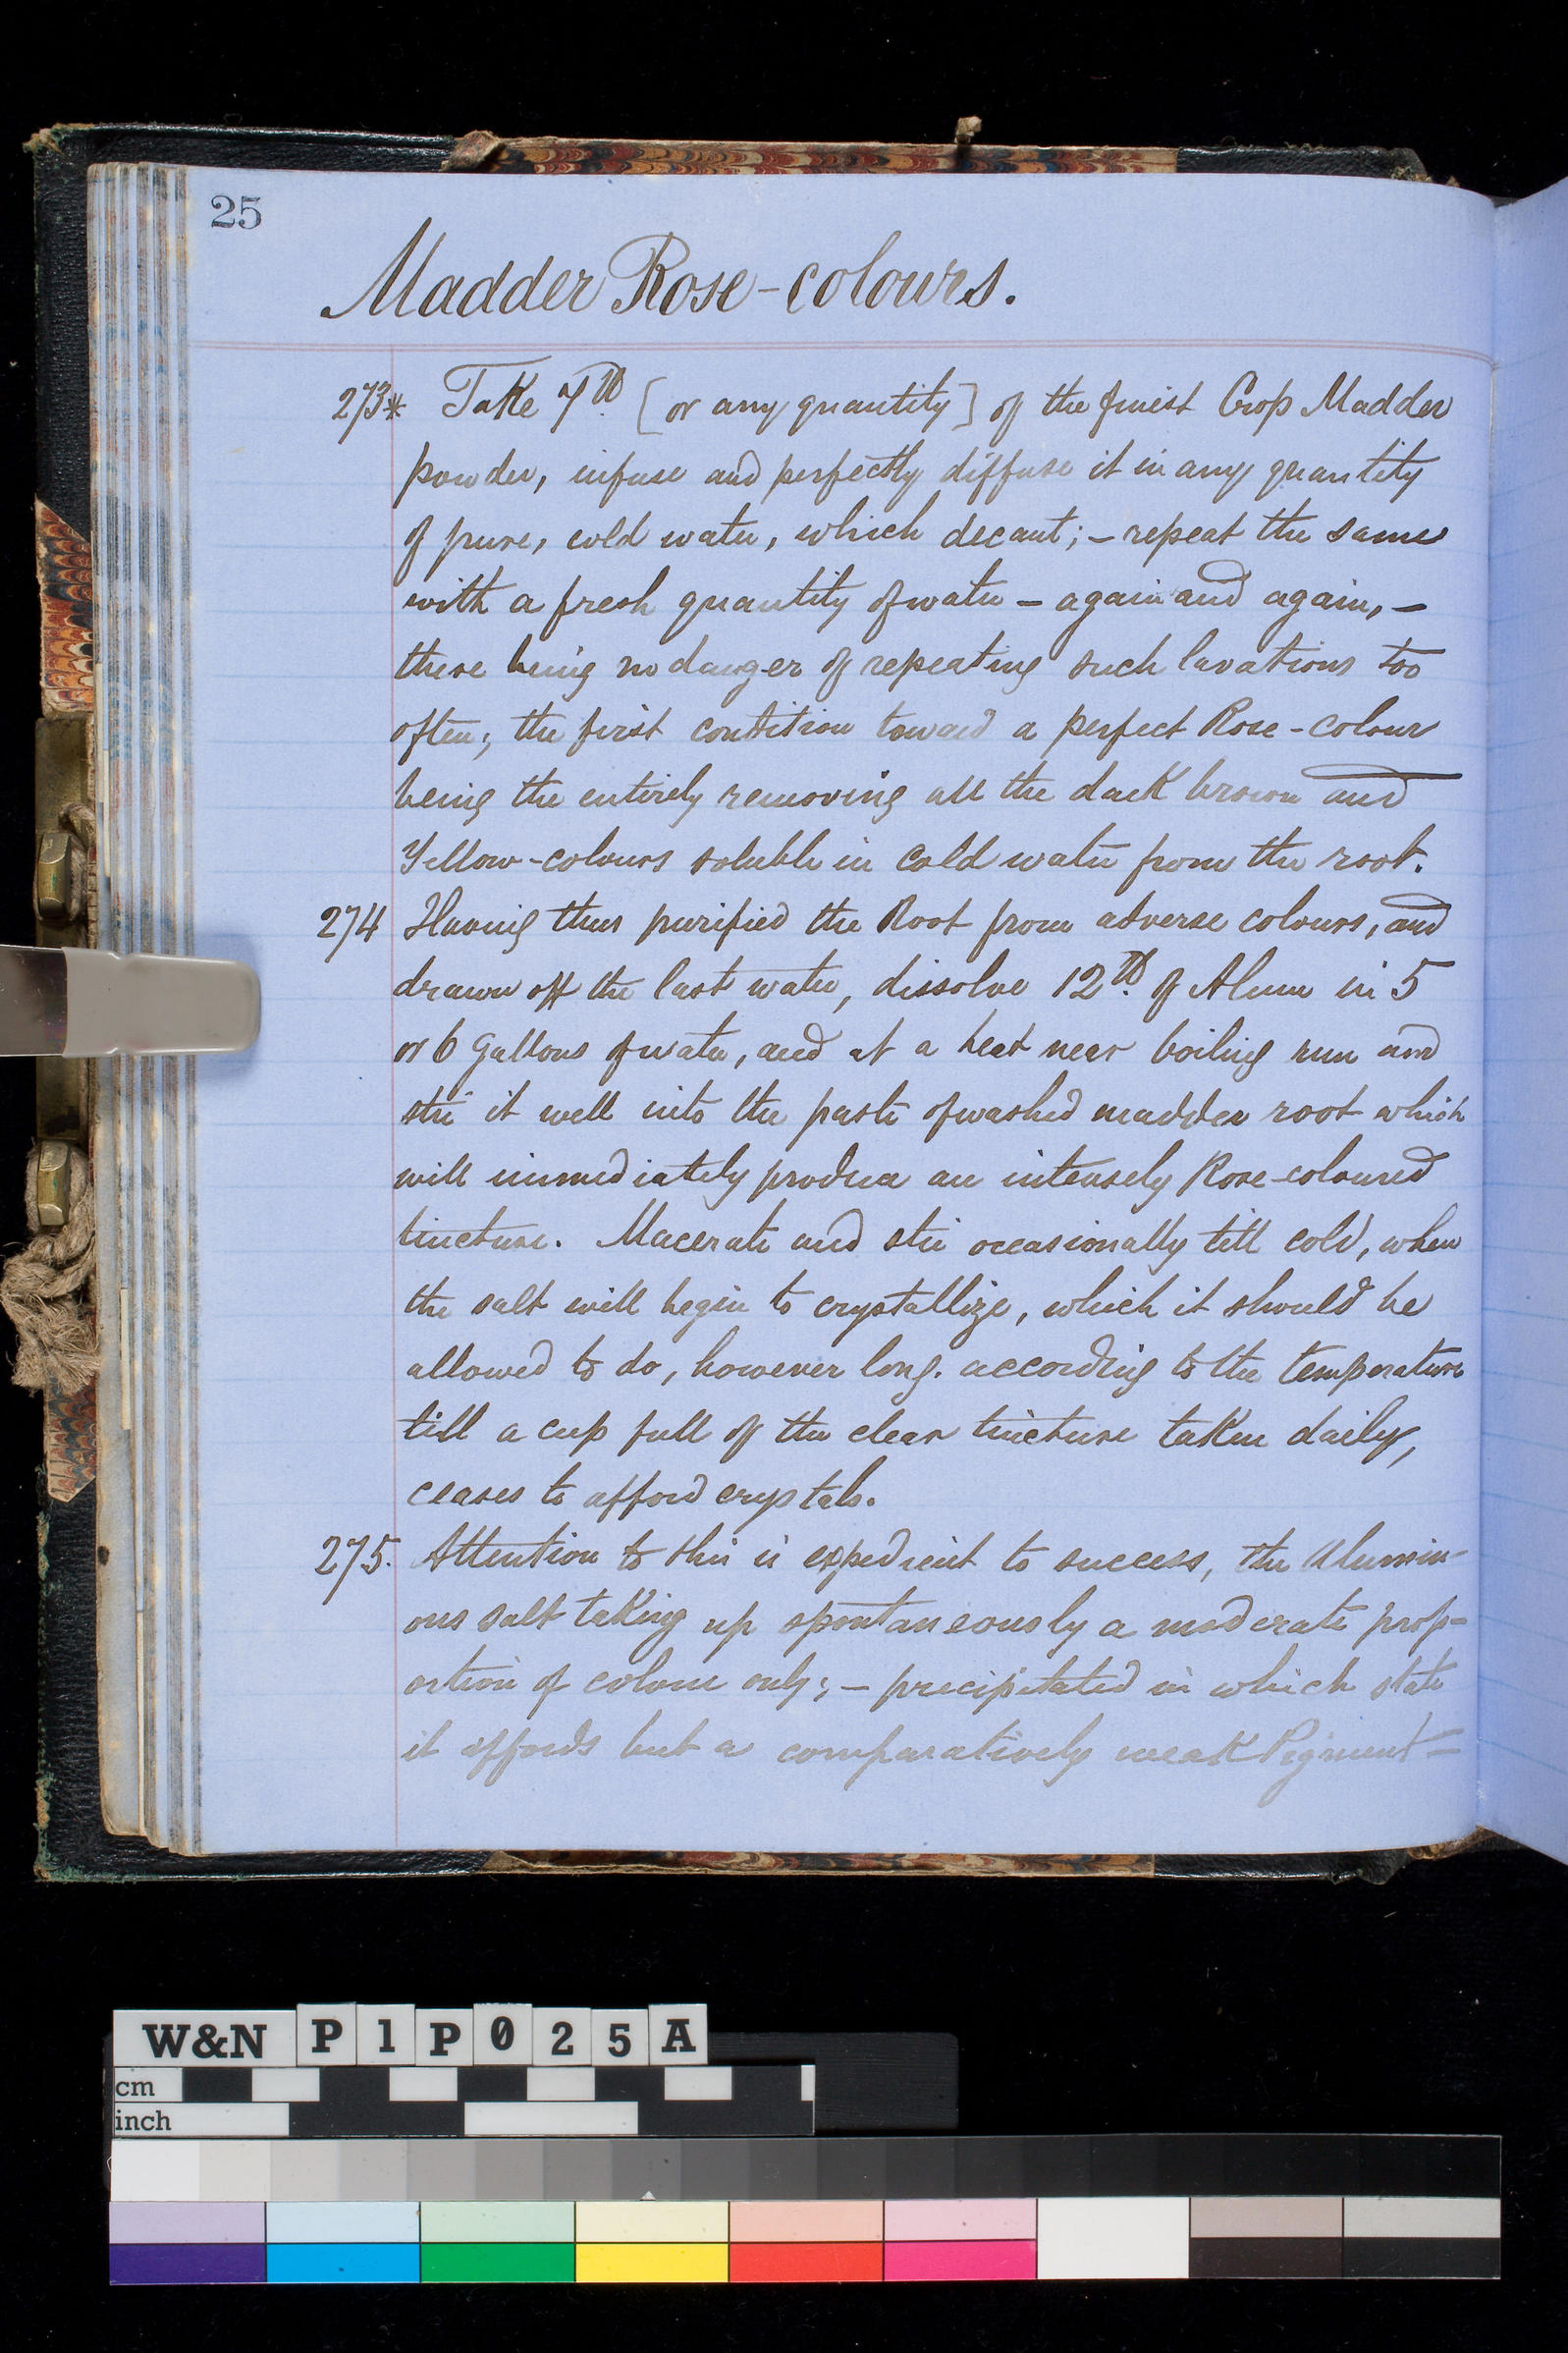 25
Madder Rose-colours.
273* Take 7 lb [or any quantity] of the finest Crop Madder
powder, infuse and perfectly diffuse it in any quantity
of pure, cold water, which decant; – repeat the same
with a fresh quantity of water – again and again, –
there being no danger of repeating such lavations too
often; the first condition toward a perfect Rose-colour
being the entirely removing all the dark brown and
Yellow-colours soluble in cold water from the root.
274 Having thus purified the Root from adverse colours, and
drawn off the last water, dissolve 12 lb. of Alum in 5
or 6 Gallons of water, and at a heat near boiling run and
stir it well into the paste of washed madder root which
will immediately produce an intensely Rose-coloured
tincture. Macerate and stir occasionally till cold, when
the salt will begin to crystallize, which it should be
allowed to do, however long. according to the temperature
till a cup full of the clear tincture taken daily,
ceases to afford crystals.
275. Attention to this is expedient to success, the Alumin-
ous salt taking up spontaneously a moderate prop-
ortion of colour only; – precipitated in which state
it affords but a comparatively weak Pigment –
W&N P1P025A
cm
inch